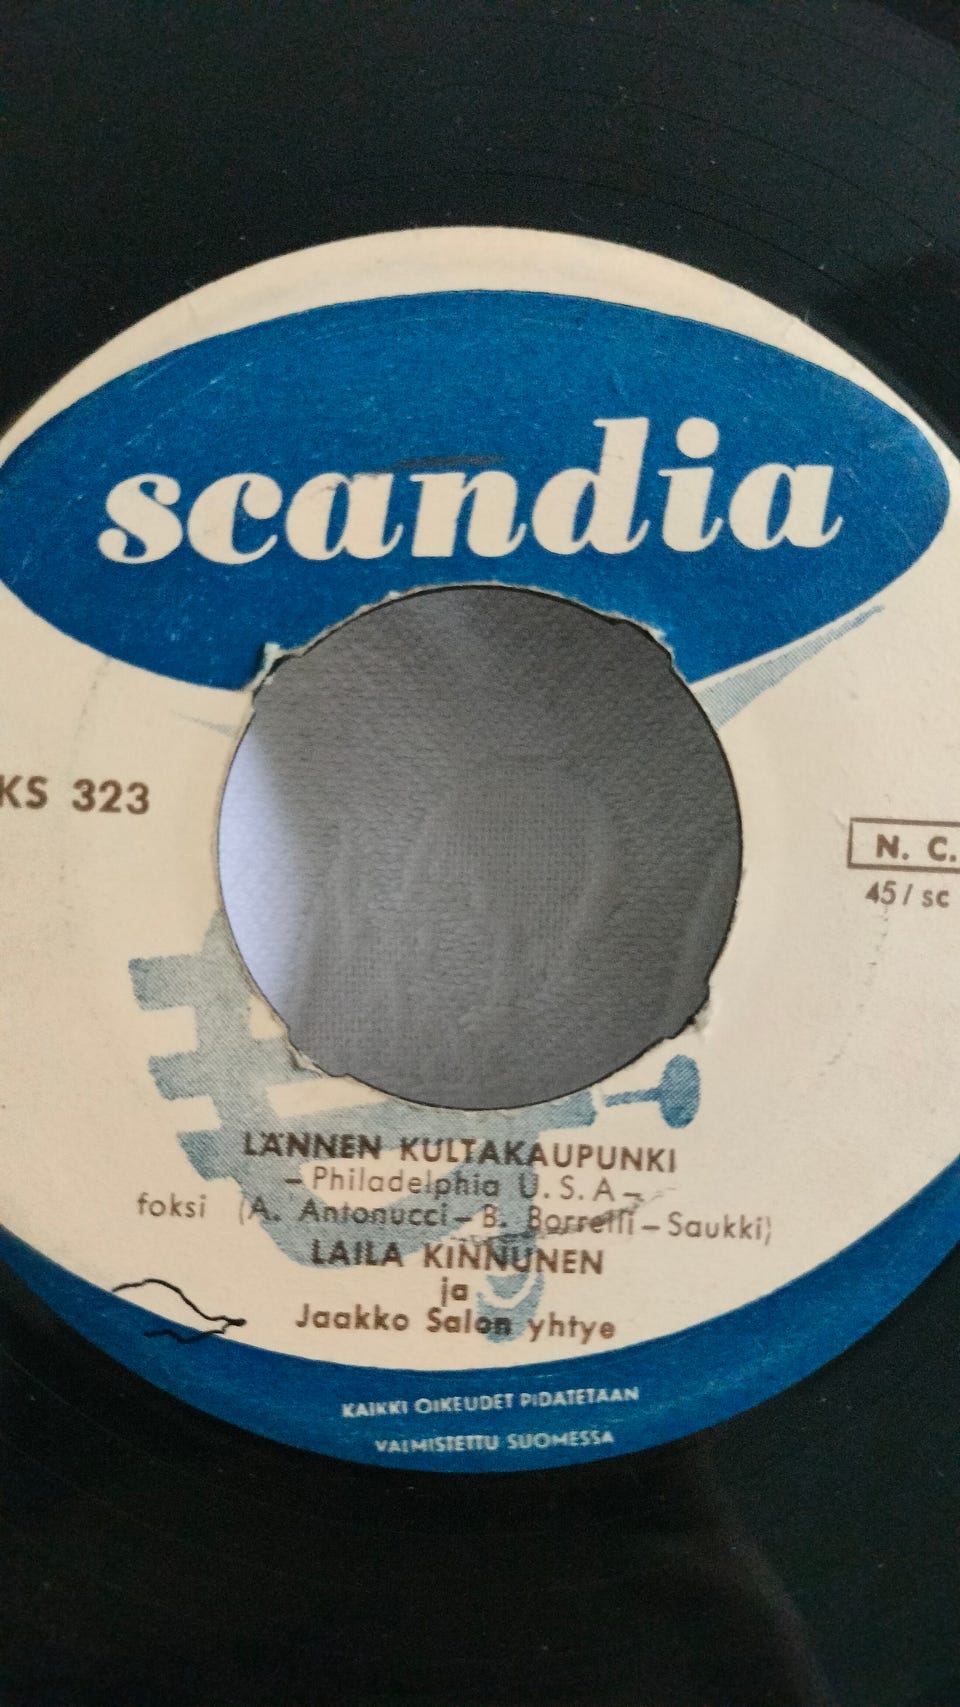 scandia
KS 323
N. C.
45/ sc
LÄNNEN KULTAKAUPUNKI
-Philadelphia U.S.A-
foksi (A. Antonucci-B. Borrelli-Saukki)
LAILA KINNUNEN
ja
Jaakko Salon yhtye
KAIKKI OIKEUDET PIDÄTETÄÄN
VALMISTETTU SUOMESSA